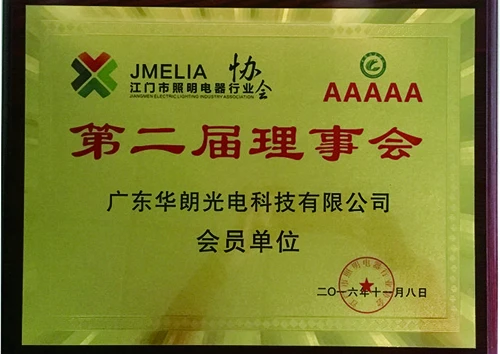 JMELIA 协会
江门市照明电器行业
JIANGMEN ELECTRIC LIGHTING INDUSTRY ASSOCIATION
AAAAA
第二届理事会
广东华朗光电科技有限公司
会员单位
二〇一六年十一月八日